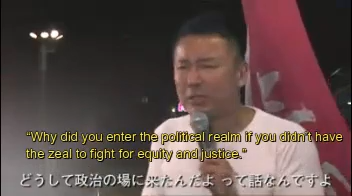 “Why did you enter the political realm if you didn't have
the zeal to fight for equity and justice.”
どうして政治の場に来たんだよ って話なんですよ